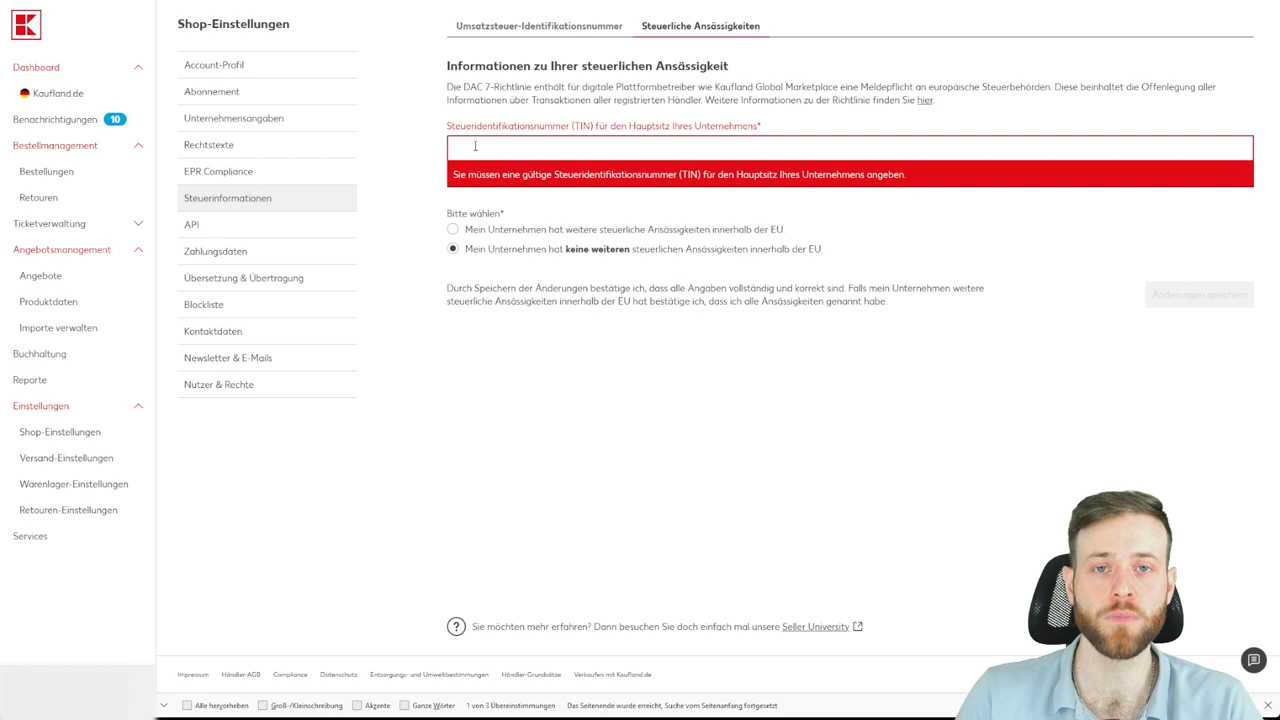 Dashboard
Kaufland.de
Benachrichtigungen 10
Bestellmanagement
Bestellungen
Retouren
Ticketverwaltung
Angebotsmanagement
Angebote
Produktdaten
Importe verwalten
Buchhaltung
Reporte
Einstellungen
Shop-Einstellungen
Versand-Einstellungen
Warenlager-Einstellungen
Retouren-Einstellungen
Services
Shop-Einstellungen
Account-Profil
Abonnement
Unternehmensangaben
Rechtstexte
EPR Compliance
Steuerinformationen
API
Zahlungsdaten
Übersetzung & Übertragung
Blockliste
Kontaktdaten
Newsletter & E-Mails
Nutzer & Rechte
Umsatzsteuer-Identifikationsnummer Steuerliche Ansässigkeiten
Informationen zu Ihrer steuerlichen Ansässigkeit
Die DAC 7-Richtlinie enthält für digitale Plattformbetreiber wie Kaufland Global Marketplace eine Meldepflicht an europäische Steuerbehörden. Diese beinhaltet die Offenlegung aller
Informationen über Transaktionen aller registrierten Händler. Weitere Informationen zu der Richtlinie finden Sie hier.
Steueridentifikationsnummer (TIN) für den Hauptsitz Ihres Unternehmens*
Sie müssen eine gültige Steueridentifikationsnummer (TIN) für den Hauptsitz Ihres Unternehmens angeben.
Bitte wählen*
Mein Unternehmen hat weitere steuerliche Ansässigkeiten innerhalb der EU.
Mein Unternehmen hat keine weiteren steuerlichen Ansässigkeiten innerhalb der EU.
Durch Speichern der Änderungen bestätige ich, dass alle Angaben vollständig und korrekt sind. Falls mein Unternehmen weitere
steuerliche Ansässigkeiten innerhalb der EU hat bestätige ich, dass ich alle Ansässigkeiten genannt habe.
Änderungen speichern
Sie möchten mehr erfahren? Dann besuchen Sie doch einfach mal unsere Seller University
Impressum Händler-AGB Compliance Datenschutz Entsorgungs- und Umweltbestimmungen Händler-Grundsätze Verkaufen mit Kaufland.de
Alle hervorheben Groß-/Kleinschreibung Akzente Ganze Wörter 1 von 3 Übereinstimmungen Das Seitenende wurde erreicht, Suche vom Seitenanfang fortgesetzt